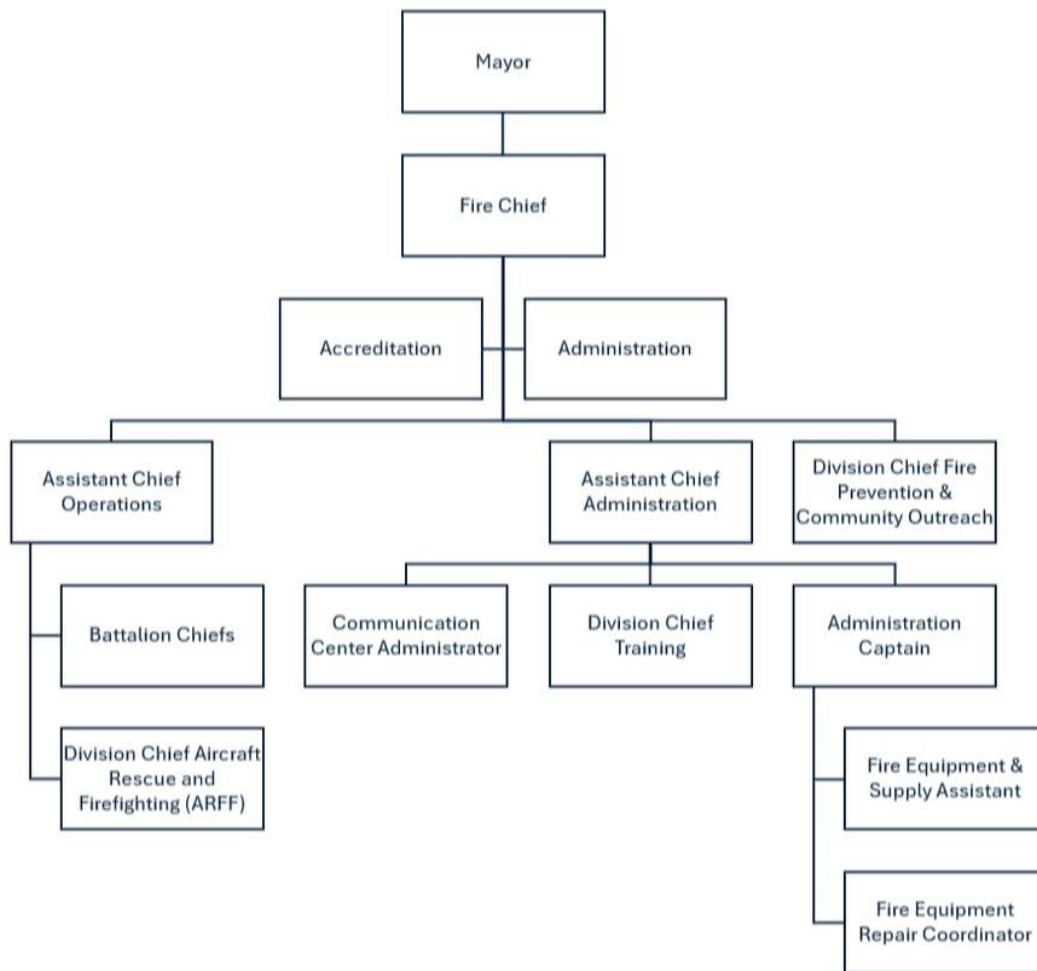 Mayor
Fire Chief
Accreditation
Administration
Assistant Chief
Operations
Assistant Chief
Administration
Division Chief Fire
Prevention &
Community Outreach
Battalion Chiefs
Communication
Center Administrator
Division Chief
Training
Administration
Captain
Division Chief Aircraft
Rescue and
Firefighting (ARFF)
Fire Equipment &
Supply Assistant
Fire Equipment
Repair Coordinator